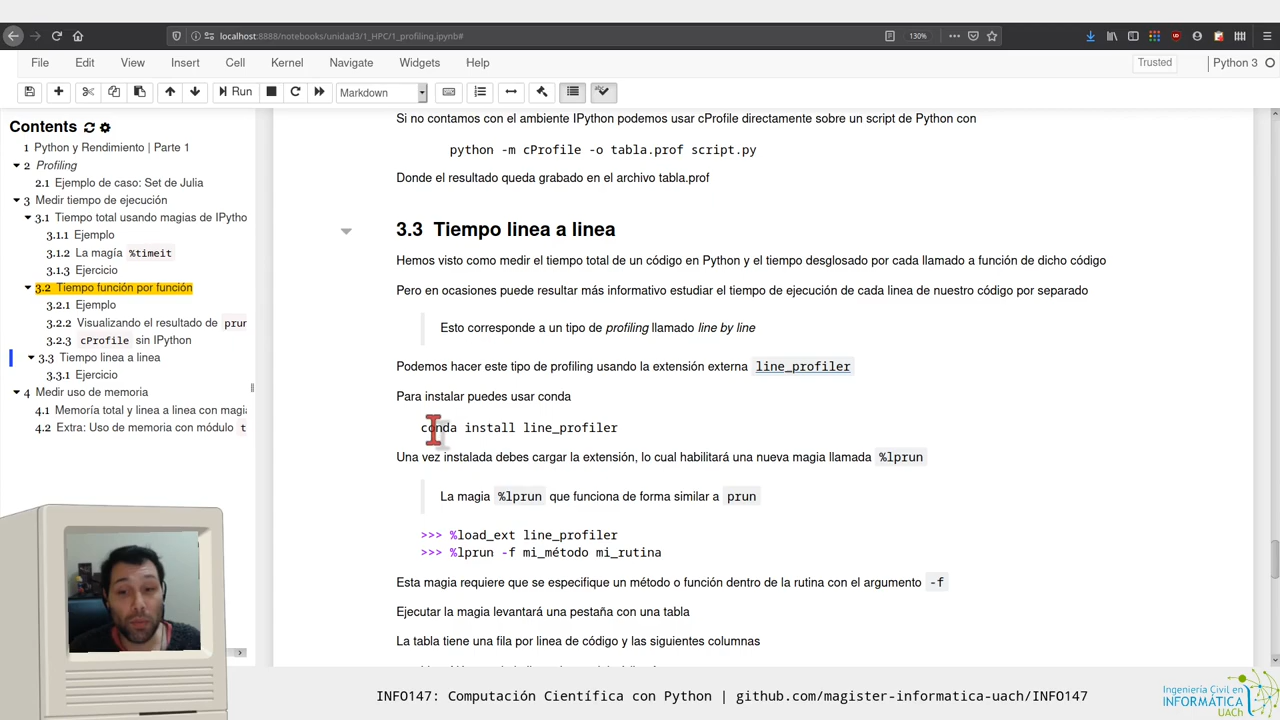 localhost:8888/notebooks/unidad3/1_HPC/1_profiling.ipynb#
130%
File Edit View Insert Cell Kernel Navigate Widgets Help
Trusted
Python 3
Run
Markdown
Contents
1 Python y Rendimiento | Parte 1
2 Profiling
2.1 Ejemplo de caso: Set de Julia
3 Medir tiempo de ejecución
3.1 Tiempo total usando magias de IPytho
3.1.1 Ejemplo
3.1.2 La magía %timeit
3.1.3 Ejercicio
3.2 Tiempo función por función
3.2.1 Ejemplo
3.2.2 Visualizando el resultado de prun
3.2.3 cProfile sin IPython
3.3 Tiempo linea a linea
3.3.1 Ejercicio
4 Medir uso de memoria
4.1 Memoría total y linea a linea con magi
4.2 Extra: Uso de memoria con módulo t
Si no contamos con el ambiente IPython podemos usar cProfile directamente sobre un script de Python con
python -m cProfile -o tabla.prof script.py
Donde el resultado queda grabado en el archivo tabla.prof
3.3 Tiempo linea a linea
Hemos visto como medir el tiempo total de un código en Python y el tiempo desglosado por cada llamado a función de dicho código
Pero en ocasiones puede resultar más informativo estudiar el tiempo de ejecución de cada linea de nuestro código por separado
Esto corresponde a un tipo de profiling llamado line by line
Podemos hacer este tipo de profiling usando la extensión externa line_profiler
Para instalar puedes usar conda
conda install line_profiler
Una vez instalada debes cargar la extensión, lo cual habilitará una nueva magia llamada %lprun
La magia %lprun que funciona de forma similar a prun
>>> %load_ext line_profiler
>>> %lprun -f mi_método mi_rutina
Esta magia requiere que se especifique un método o función dentro de la rutina con el argumento -f
Ejecutar la magia levantará una pestaña con una tabla
La tabla tiene una fila por linea de código y las siguientes columnas
INFO147: Computación Científica con Python | github.com/magister-informatica-uach/INFO147
Ingeniería Civil en
INFORMÁTICA
UACh